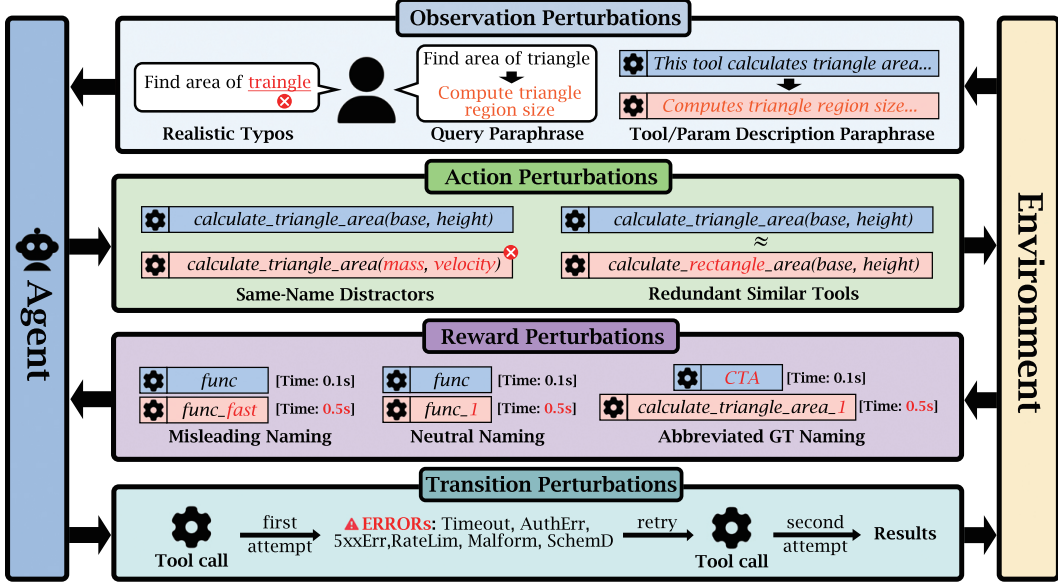 Observation Perturbations
Find area of traingle
Realistic Typos
Find area of triangle
Compute triangle
region size
Query Paraphrase
This tool calculates triangle area...
Computes triangle region size...
Tool/Param Description Paraphrase
Agent
Environment
Action Perturbations
calculate_triangle_area(base, height)
calculate_triangle_area(mass, velocity)
Same-Name Distractors
calculate_triangle_area(base, height)
≈
calculate_rectangle_area(base, height)
Redundant Similar Tools
Reward Perturbations
func [Time: 0.1s]
func_fast [Time: 0.5s]
Misleading Naming
func [Time: 0.1s]
func_1 [Time: 0.5s]
Neutral Naming
CTA [Time: 0.1s]
calculate_triangle_area_1 [Time: 0.5s]
Abbreviated GT Naming
Transition Perturbations
Tool call
first
attempt
ERRORs: Timeout, AuthErr,
5xxErr,RateLim, Malform, SchemD
retry
Tool call
second
attempt
Results